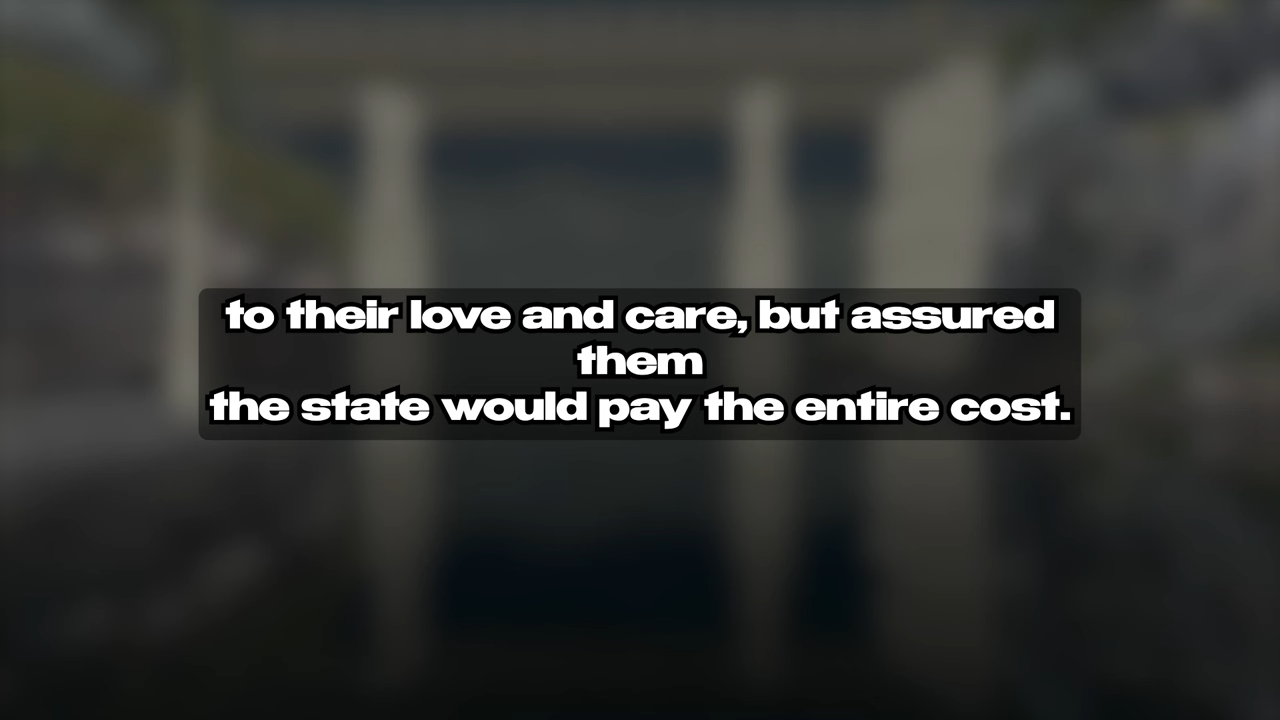 to their love and care, but assured
them
the state would pay the entire cost.